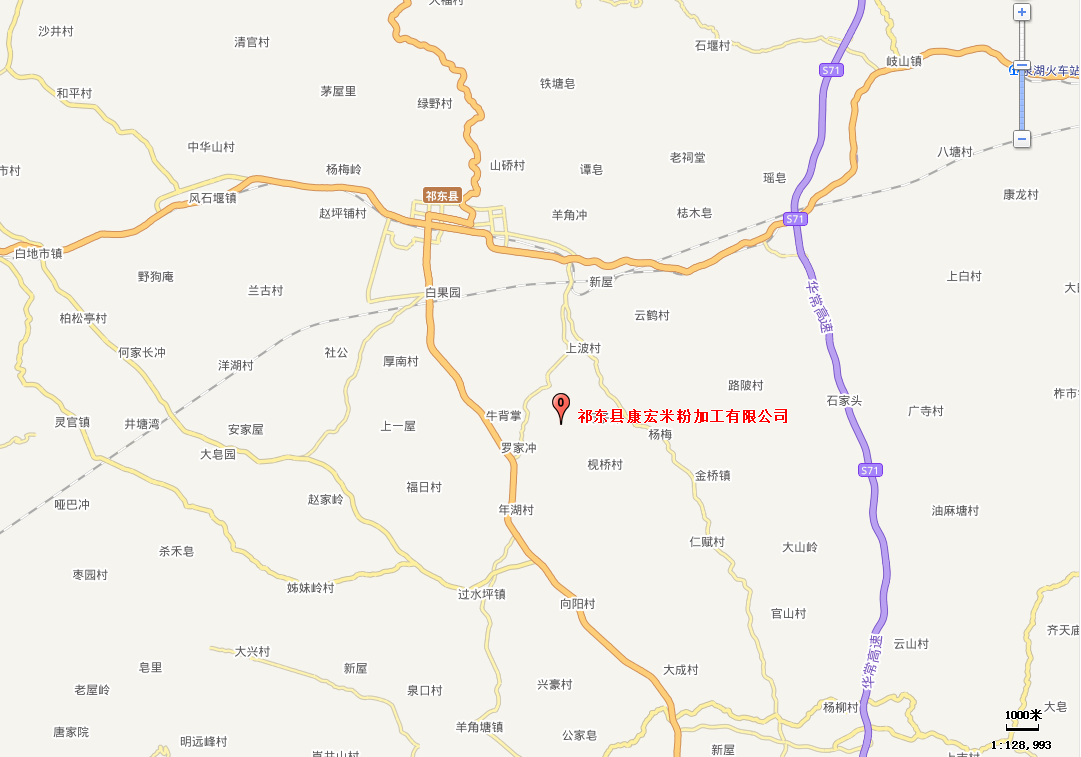 大福村
沙井村
清官村
石堰村
岐山镇
泉湖火车站
S71
铁塘皂
和平村
茅屋里
绿野村
中华山村
八塘村
老祠堂
山硚村
杨梅岭
谭皂
市村
瑶皂
祁东县
康龙村
风石堰镇
赵坪铺村
羊角冲
梽木皂
S71
白地市镇
野狗庵
上白村
新屋
兰古村
白果园
华常高速
云鹤村
柏松亭村
何家长冲
社公
上波村
厚南村
洋湖村
路陂村
柞市
石家头
广寺村
牛背掌
祁东县康宏米粉加工有限公司
灵官镇
井塘湾
安家屋
上一屋
杨梅
罗家冲
大皂园
枧桥村
S71
金桥镇
福日村
赵家岭
哑巴冲
年湖村
油麻塘村
仁赋村
大山岭
杀禾皂
枣园村
姊妹岭村
过水坪镇
向阳村
官山村
齐天庙
云山村
大兴村
华常高速
皂里
新屋
大成村
老屋岭
泉口村
兴豪村
杨柳村
大皂
1000米
羊角塘镇
唐家院
公家皂
明远峰村
新屋
1:128,993
上市村